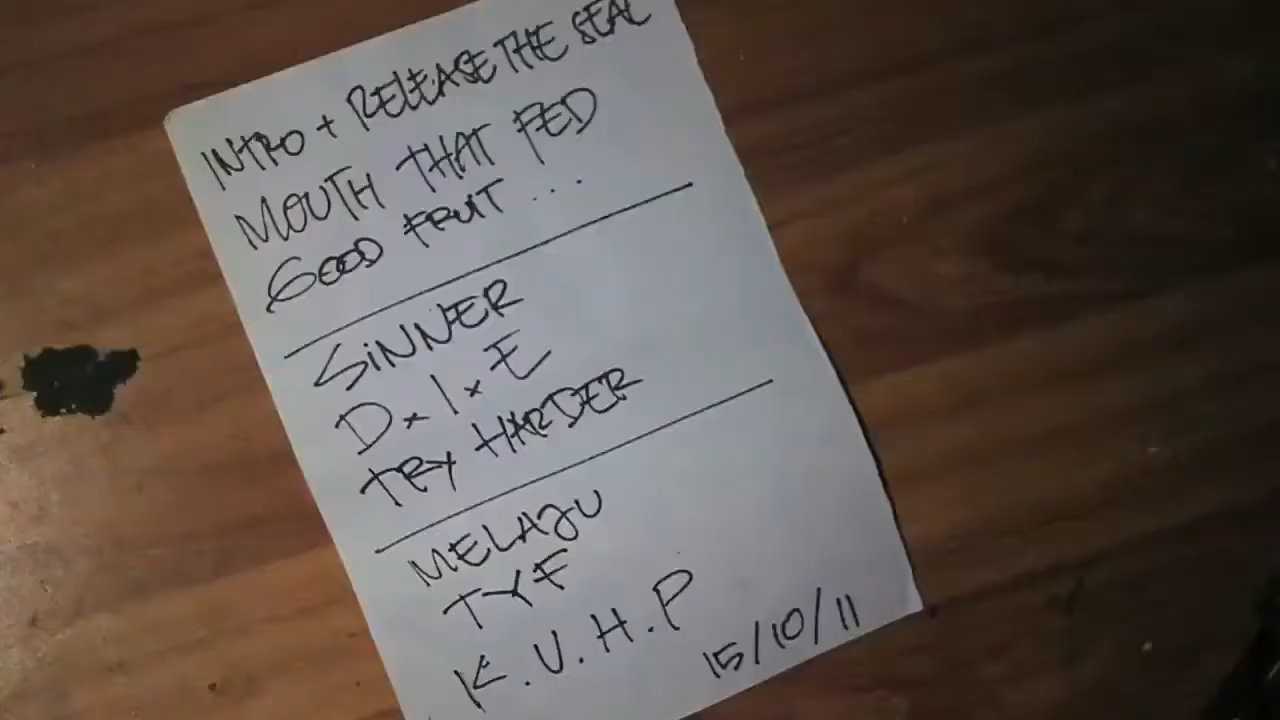 INTRO + RELEASE THE SEAL
MOUTH THAT FED
GOOD FRUIT ...
SiNNER
D x I x E
TRY HARDER
MELAJU
TYF
K.U.H.P
15/10/11